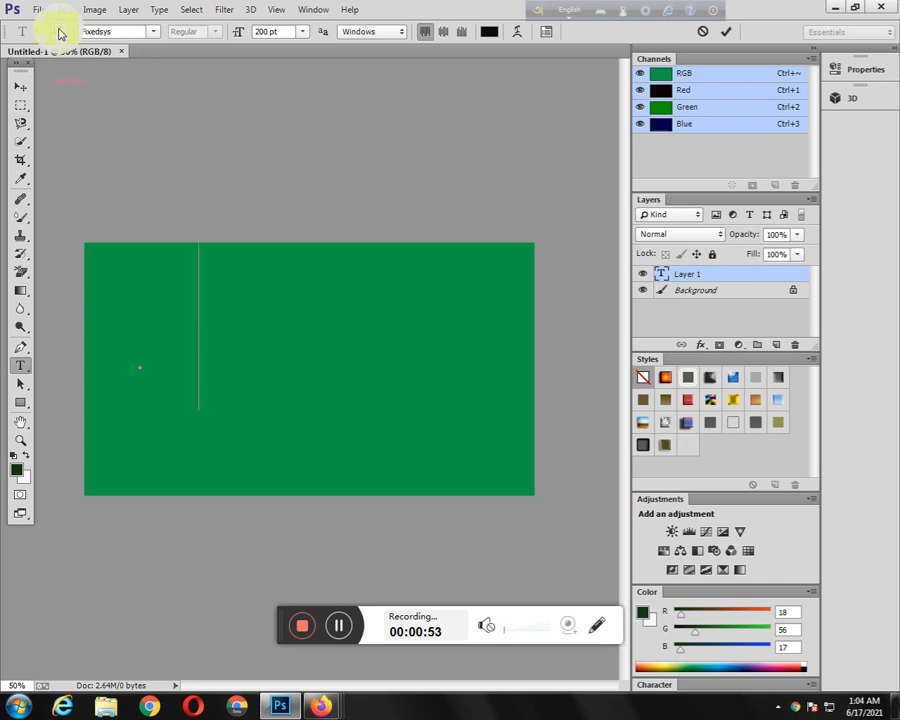 Ps File Image Layer Type Select Filter 3D View Window Help
English
T Fixedsys Regular 200 pt Windows Essentials
Untitled-1 @ 50% (RGB/8)
Channels
RGB Ctrl+~
Red Ctrl+1
Green Ctrl+2
Blue Ctrl+3
Properties
3D
Layers
Kind
Normal Opacity: 100%
Lock: Fill: 100%
Layer 1
Background
Styles
Adjustments
Add an adjustment
Color
R 18
G 56
B 17
Character
Recording...
00:00:53
50% Doc: 2.64M/0 bytes
Ps
1:04 AM
6/17/2021